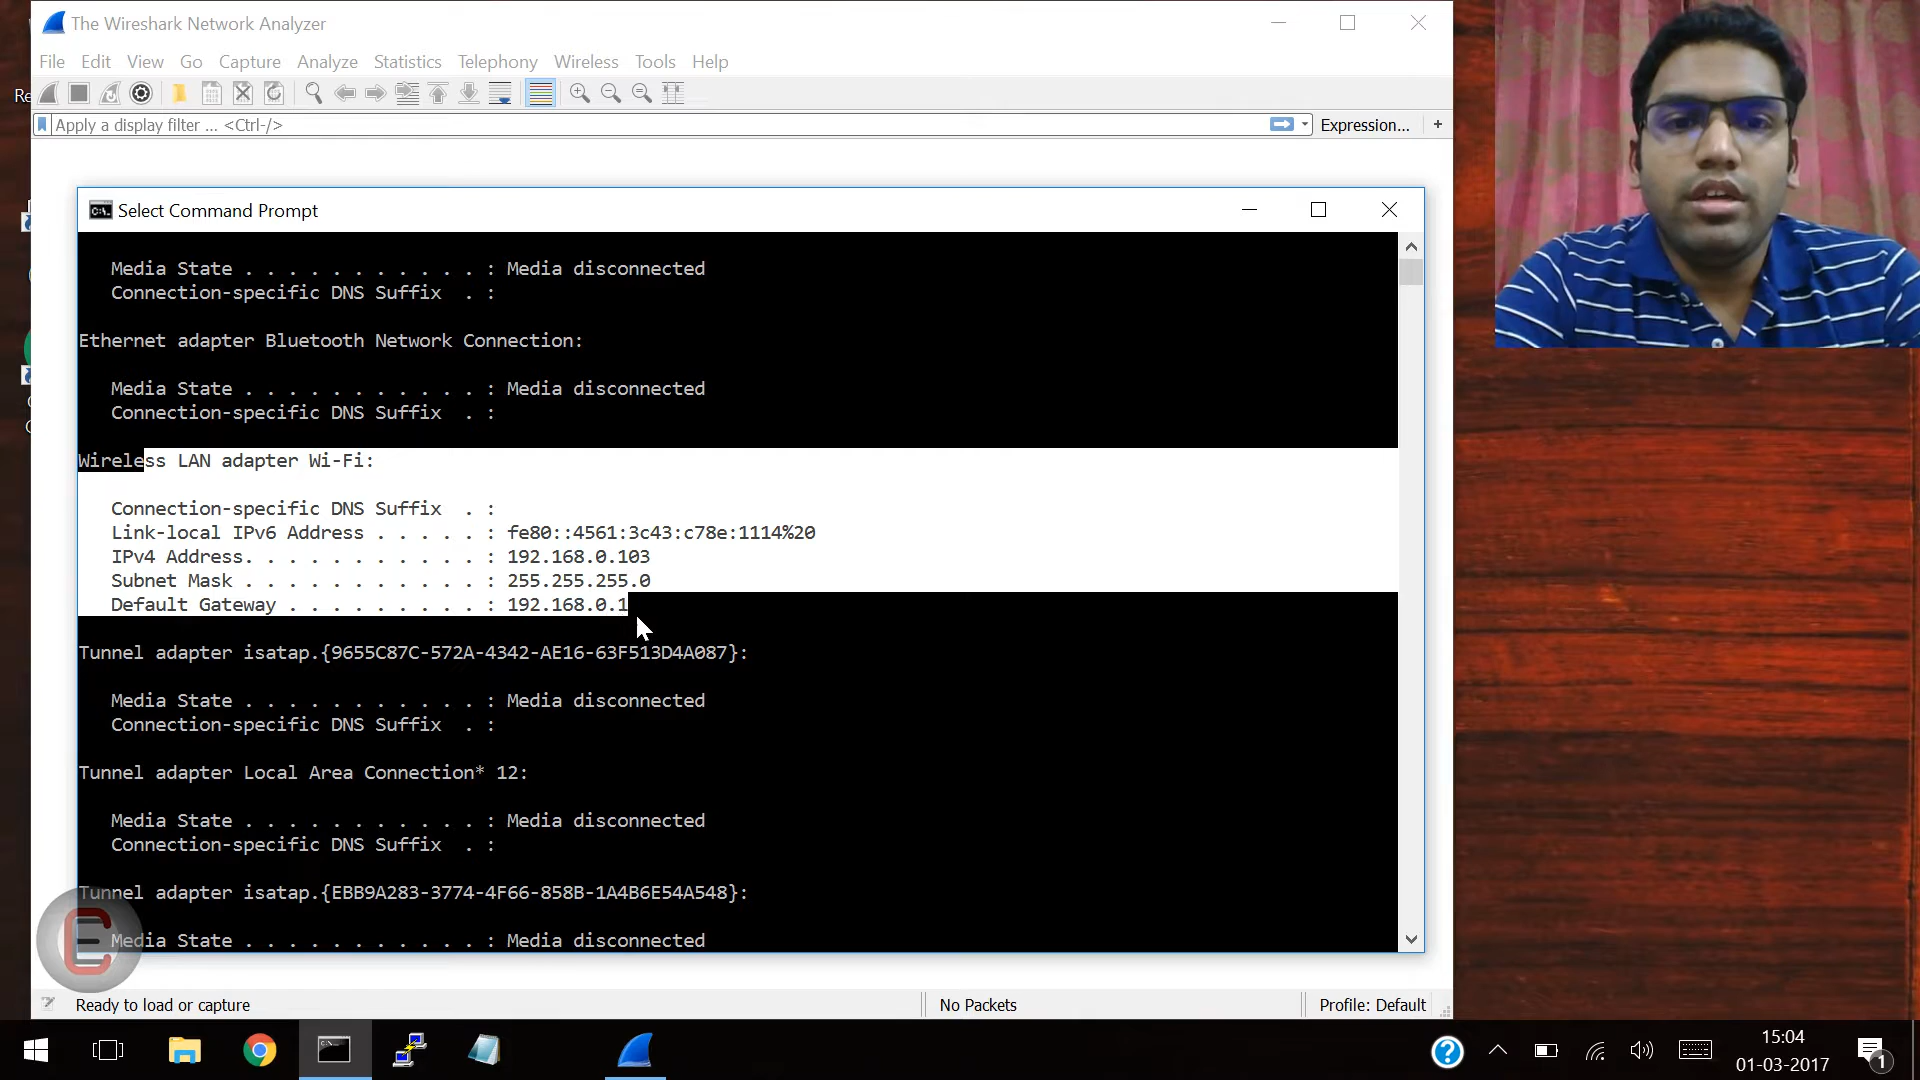 The Wireshark Network Analyzer
File Edit View Go Capture Analyze Statistics Telephony Wireless Tools Help
Re
Apply a display filter ... <Ctrl-/>
Expression... +
C:\. Select Command Prompt
Media State . . . . . . . . . . . : Media disconnected
Connection-specific DNS Suffix  . :
Ethernet adapter Bluetooth Network Connection:
Media State . . . . . . . . . . . : Media disconnected
Connection-specific DNS Suffix  . :
Wireless LAN adapter Wi-Fi:
Connection-specific DNS Suffix  . :
Link-local IPv6 Address . . . . . : fe80::4561:3c43:c78e:1114%20
IPv4 Address. . . . . . . . . . . : 192.168.0.103
Subnet Mask . . . . . . . . . . . : 255.255.255.0
Default Gateway . . . . . . . . . : 192.168.0.1
Tunnel adapter isatap.{9655C87C-572A-4342-AE16-63F513D4A087}:
Media State . . . . . . . . . . . : Media disconnected
Connection-specific DNS Suffix  . :
Tunnel adapter Local Area Connection* 12:
Media State . . . . . . . . . . . : Media disconnected
Connection-specific DNS Suffix  . :
Tunnel adapter isatap.{EBB9A283-3774-4F66-858B-1A4B6E54A548}:
Media State . . . . . . . . . . . : Media disconnected
Ready to load or capture
No Packets
Profile: Default
15:04
01-03-2017
1